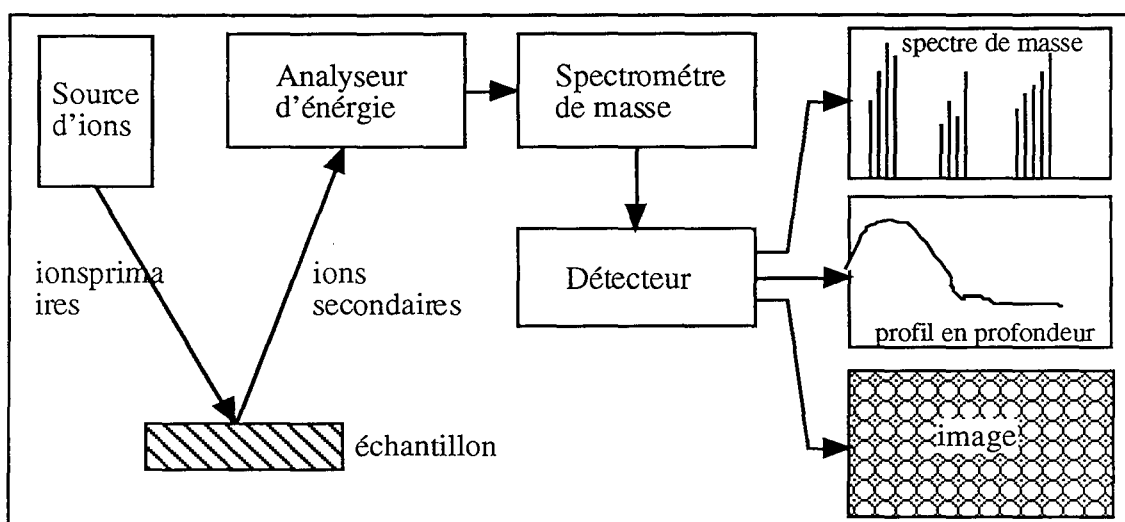 Source
d'ions
Analyseur
d'énérgie
Spectrométre
de masse
spectre de masse
ionsprima
ires
ions
secondaires
Détecteur
profil en profondeur
échantillon
image